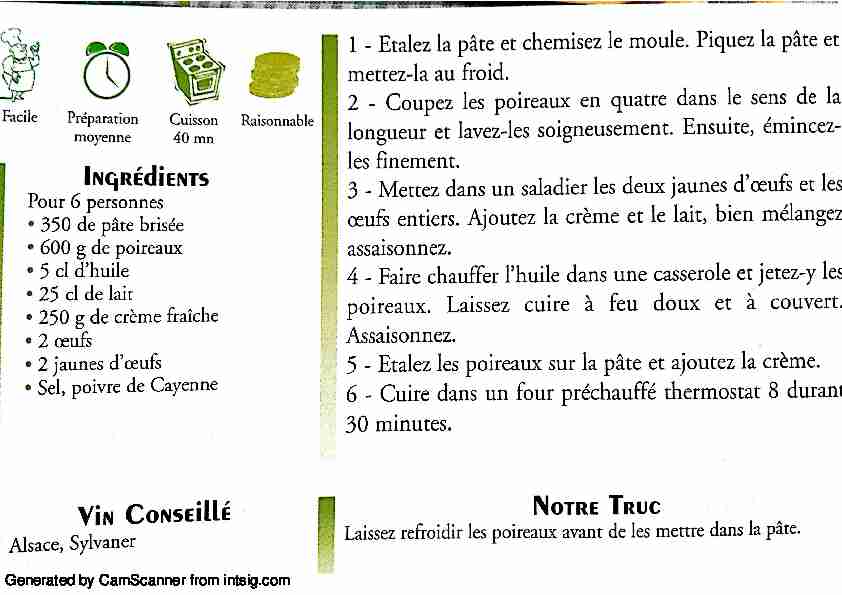 Facile
Préparation
moyenne
Cuisson
40 mn
Raisonnable
Ingrédients
Pour 6 personnes
• 350 de pâte brisée
• 600 g de poireaux
• 5 cl d'huile
• 25 cl de lait
• 250 g de crème fraîche
• 2 œufs
• 2 jaunes d'œufs
• Sel, poivre de Cayenne
Vin Conseillé
Alsace, Sylvaner
1 - Etalez la pâte et chemisez le moule. Piquez la pâte et
mettez-la au froid.
2 - Coupez les poireaux en quatre dans le sens de la
longueur et lavez-les soigneusement. Ensuite, émincez-
les finement.
3 - Mettez dans un saladier les deux jaunes d'œufs et les
œufs entiers. Ajoutez la crème et le lait, bien mélangez
assaisonnez.
4 - Faire chauffer l'huile dans une casserole et jetez-y les
poireaux. Laissez cuire à feu doux et à couvert.
Assaisonnez.
5 - Etalez les poireaux sur la pâte et ajoutez la crème.
6 - Cuire dans un four préchauffé thermostat 8 durant
30 minutes.
Notre Truc
Laissez refroidir les poireaux avant de les mettre dans la pâte.
Generated by CamScanner from intsig.com